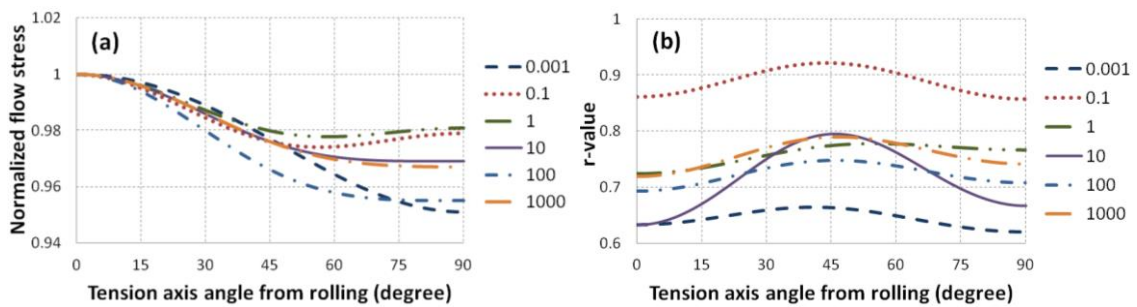 (a)
Normalized flow stress
1.02
1
0.98
0.96
0.94
0 15 30 45 60 75 90
Tension axis angle from rolling (degree)
0.001
0.1
1
10
100
1000
(b)
r-value
1
0.9
0.8
0.7
0.6
0 15 30 45 60 75 90
Tension axis angle from rolling (degree)
0.001
0.1
1
10
100
1000